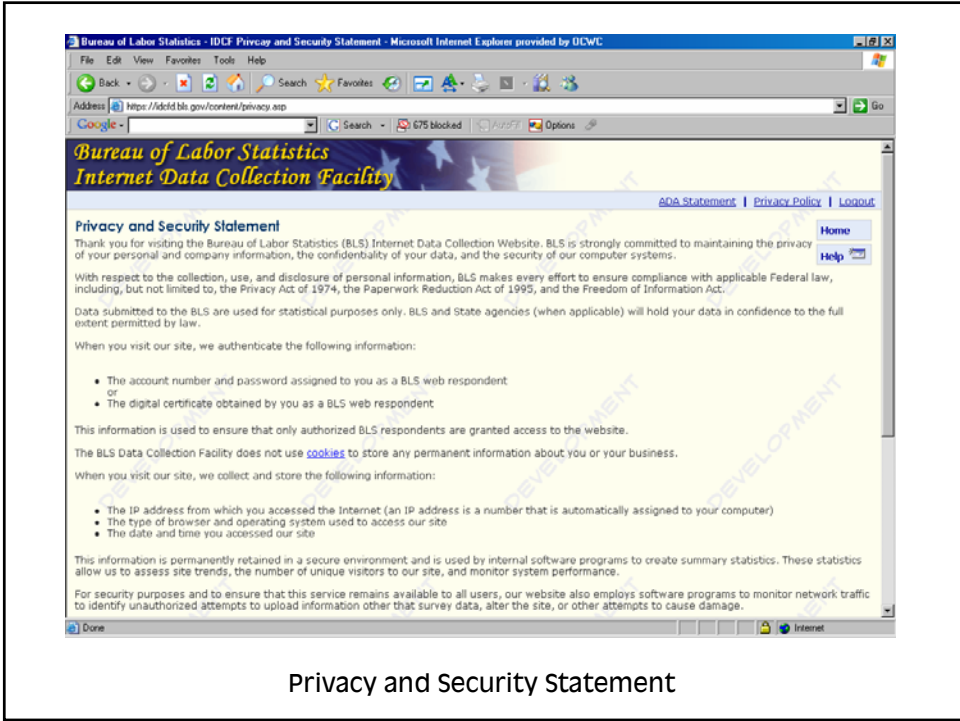 Bureau of Labor Statistics - IDCF Privcay and Security Statement - Microsoft Internet Explorer provided by OCWC
File Edit View Favorites Tools Help
Back Search Favorites
Address https://idcfd.bls.gov/content/privacy.asp Go
Google - Search 675 blocked AutoFill Options
Bureau of Labor Statistics
Internet Data Collection Facility
ADA Statement | Privacy Policy | Logout
Privacy and Security Statement
Home
Help
Thank you for visiting the Bureau of Labor Statistics (BLS) Internet Data Collection Website. BLS is strongly committed to maintaining the privacy
of your personal and company information, the confidentiality of your data, and the security of our computer systems.
With respect to the collection, use, and disclosure of personal information, BLS makes every effort to ensure compliance with applicable Federal law,
including, but not limited to, the Privacy Act of 1974, the Paperwork Reduction Act of 1995, and the Freedom of Information Act.
Data submitted to the BLS are used for statistical purposes only. BLS and State agencies (when applicable) will hold your data in confidence to the full
extent permitted by law.
When you visit our site, we authenticate the following information:
• The account number and password assigned to you as a BLS web respondent
or
• The digital certificate obtained by you as a BLS web respondent
This information is used to ensure that only authorized BLS respondents are granted access to the website.
The BLS Data Collection Facility does not use cookies to store any permanent information about you or your business.
When you visit our site, we collect and store the following information:
• The IP address from which you accessed the Internet (an IP address is a number that is automatically assigned to your computer)
• The type of browser and operating system used to access our site
• The date and time you accessed our site
This information is permanently retained in a secure environment and is used by internal software programs to create summary statistics. These statistics
allow us to assess site trends, the number of unique visitors to our site, and monitor system performance.
For security purposes and to ensure that this service remains available to all users, our website also employs software programs to monitor network traffic
to identify unauthorized attempts to upload information other that survey data, alter the site, or other attempts to cause damage.
DEVELOPMENT
DEVELOPMENT
DEVELOPMENT
DEVELOPMENT
DEVELOPMENT
DEVELOPMENT
Done Internet
Privacy and Security Statement